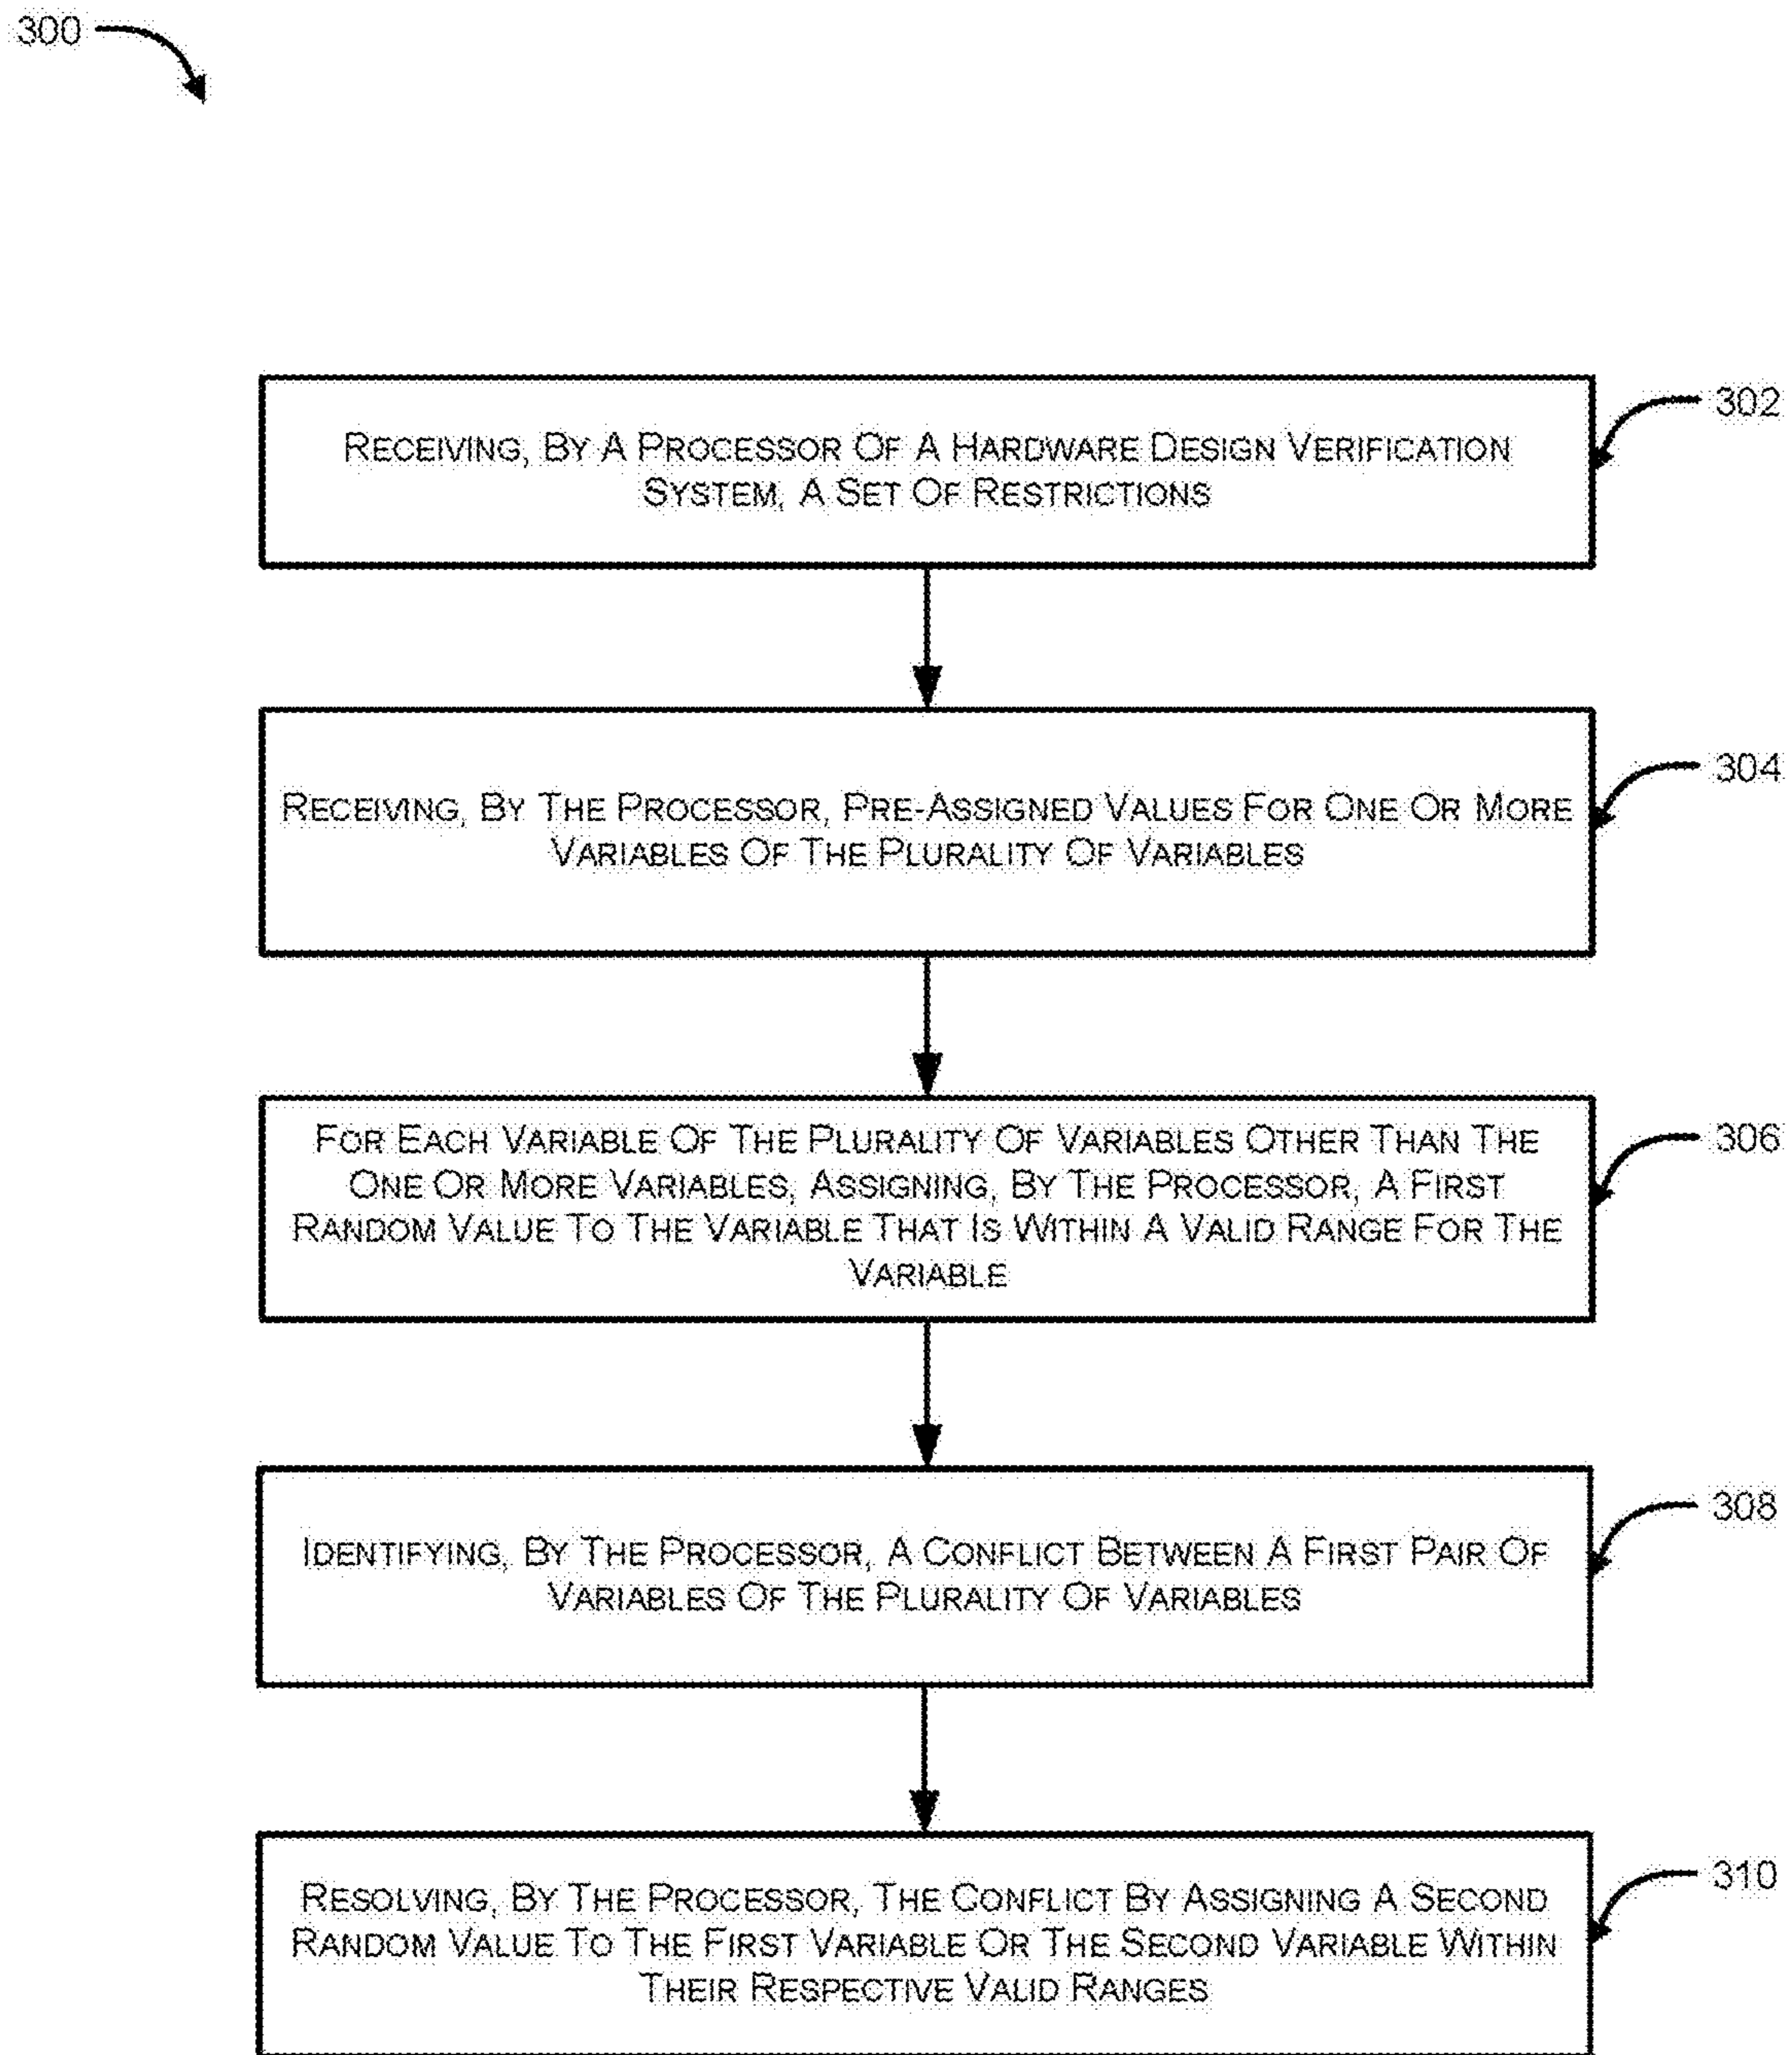 300
RECEIVING, BY A PROCESSOR OF A HARDWARE DESIGN VERIFICATION
SYSTEM, A SET OF RESTRICTIONS
302
RECEIVING, BY THE PROCESSOR, PRE-ASSIGNED VALUES FOR ONE OR MORE
VARIABLES OF THE PLURALITY OF VARIABLES
304
FOR EACH VARIABLE OF THE PLURALITY OF VARIABLES OTHER THAN THE
ONE OR MORE VARIABLES, ASSIGNING, BY THE PROCESSOR, A FIRST
RANDOM VALUE TO THE VARIABLE THAT IS WITHIN A VALID RANGE FOR THE
VARIABLE
306
IDENTIFYING, BY THE PROCESSOR, A CONFLICT BETWEEN A FIRST PAIR OF
VARIABLES OF THE PLURALITY OF VARIABLES
308
RESOLVING, BY THE PROCESSOR, THE CONFLICT BY ASSIGNING A SECOND
RANDOM VALUE TO THE FIRST VARIABLE OR THE SECOND VARIABLE WITHIN
THEIR RESPECTIVE VALID RANGES
310